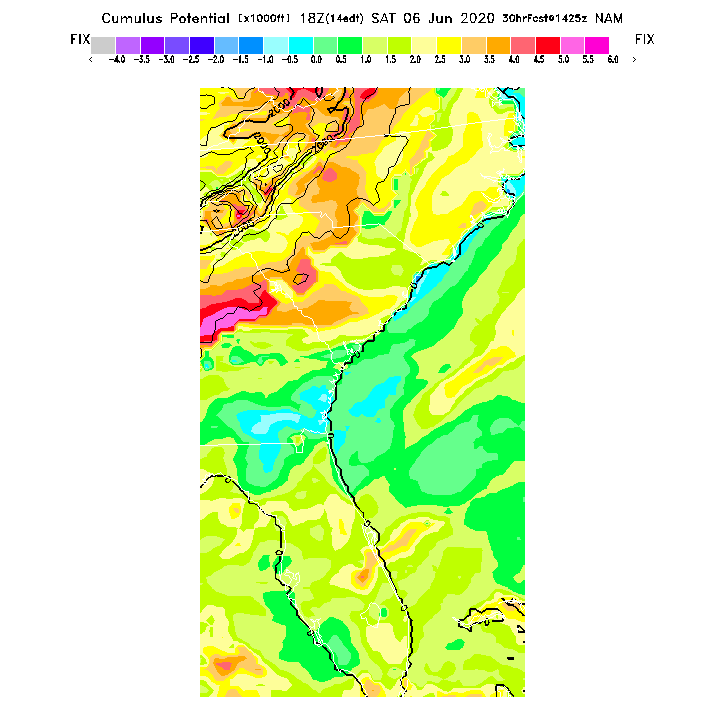 Cumulus Potential [x1000ft] 18Z(14edt) SAT 06 Jun 2020 30hrFcst@1425z NAM
FIX FIX
< -4.0 -3.5 -3.0 -2.5 -2.0 -1.5 -1.0 -0.5 0.0 0.5 1.0 1.5 2.0 2.5 3.0 3.5 4.0 4.5 5.0 5.5 6.0 >
2000
2000